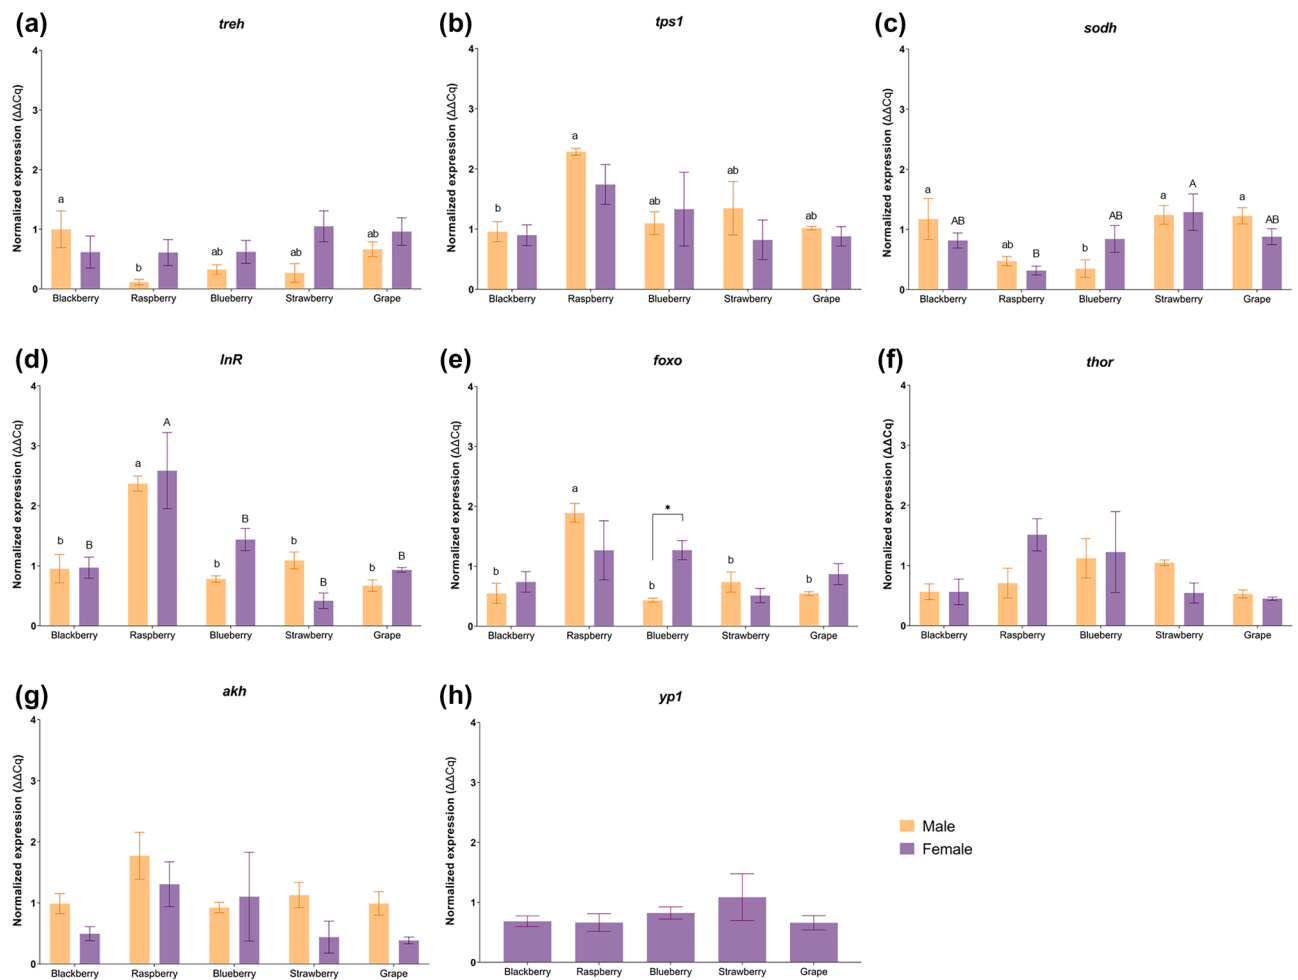 (a)
treh
Normalized expression (ΔΔCq)
4
3
2
1
0
a
b
ab
ab
ab
Blackberry
Raspberry
Blueberry
Strawberry
Grape
(b)
tps1
Normalized expression (ΔΔCq)
4
3
2
1
0
b
a
ab
ab
ab
Blackberry
Raspberry
Blueberry
Strawberry
Grape
(c)
sodh
Normalized expression (ΔΔCq)
4
3
2
1
0
a
AB
ab
B
b
AB
a
A
a
AB
Blackberry
Raspberry
Blueberry
Strawberry
Grape
(d)
InR
Normalized expression (ΔΔCq)
4
3
2
1
0
b
B
a
A
b
B
b
B
b
B
Blackberry
Raspberry
Blueberry
Strawberry
Grape
(e)
foxo
Normalized expression (ΔΔCq)
4
3
2
1
0
b
a
b
*
b
b
Blackberry
Raspberry
Blueberry
Strawberry
Grape
(f)
thor
Normalized expression (ΔΔCq)
4
3
2
1
0
Blackberry
Raspberry
Blueberry
Strawberry
Grape
(g)
akh
Normalized expression (ΔΔCq)
4
3
2
1
0
Blackberry
Raspberry
Blueberry
Strawberry
Grape
(h)
yp1
Normalized expression (ΔΔCq)
4
3
2
1
0
Blackberry
Raspberry
Blueberry
Strawberry
Grape
Male
Female